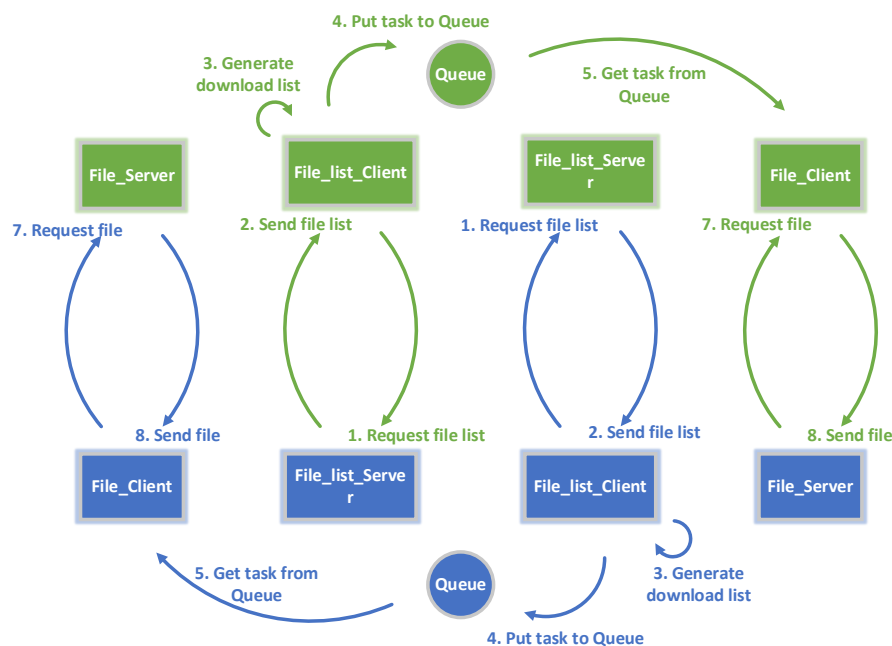 4. Put task to Queue
3. Generate
download list
Queue
5. Get task from
Queue
File_Server
File_list_Client
File_list_Serve
r
File_Client
7. Request file
2. Send file list
1. Request file list
7. Request file
8. Send file
1. Request file list
2. Send file list
8. Send file
File_Client
File_list_Serve
r
File_list_Client
File_Server
5. Get task from
Queue
Queue
3. Generate
download list
4. Put task to Queue